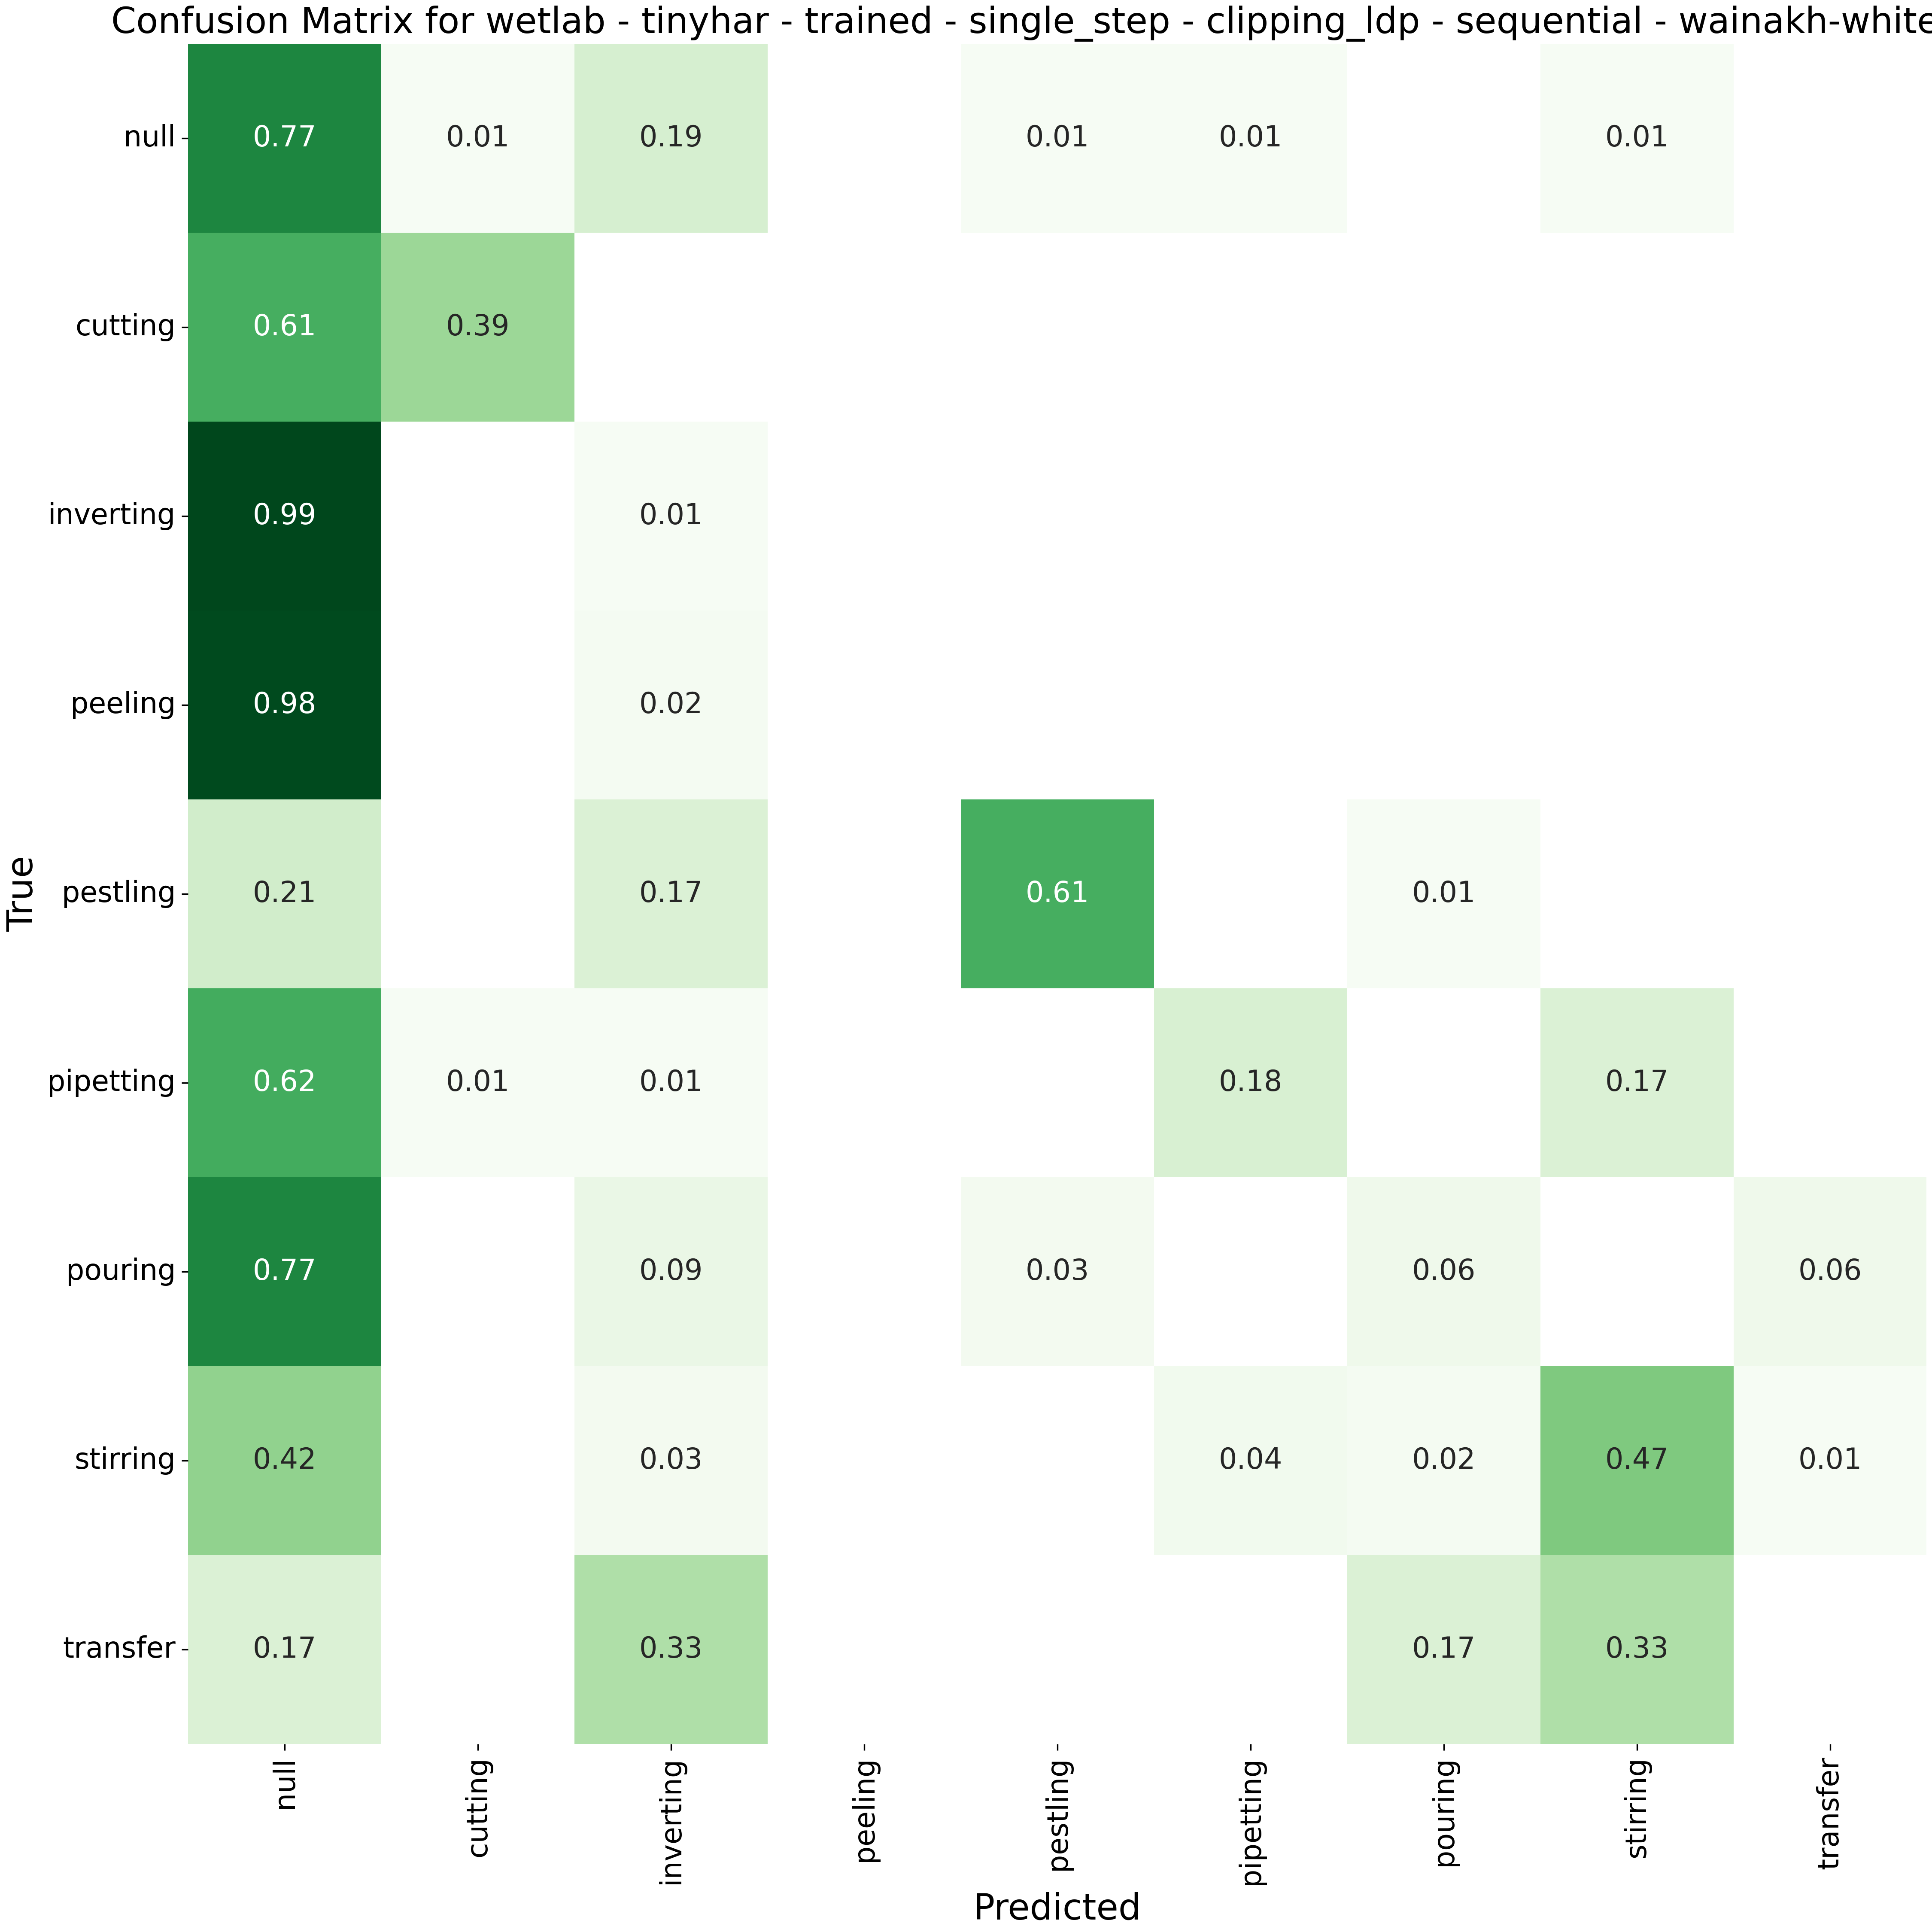 Confusion Matrix for wetlab - tinyhar - trained - single_step - clipping_ldp - sequential - wainakh-white
null 0.77 0.01 0.19 0.01 0.01 0.01
cutting 0.61 0.39
inverting 0.99 0.01
peeling 0.98 0.02
pestling 0.21 0.17 0.61 0.01
pipetting 0.62 0.01 0.01 0.18 0.17
pouring 0.77 0.09 0.03 0.06 0.06
stirring 0.42 0.03 0.04 0.02 0.47 0.01
transfer 0.17 0.33 0.17 0.33
True
null cutting inverting peeling pestling pipetting pouring stirring transfer
Predicted